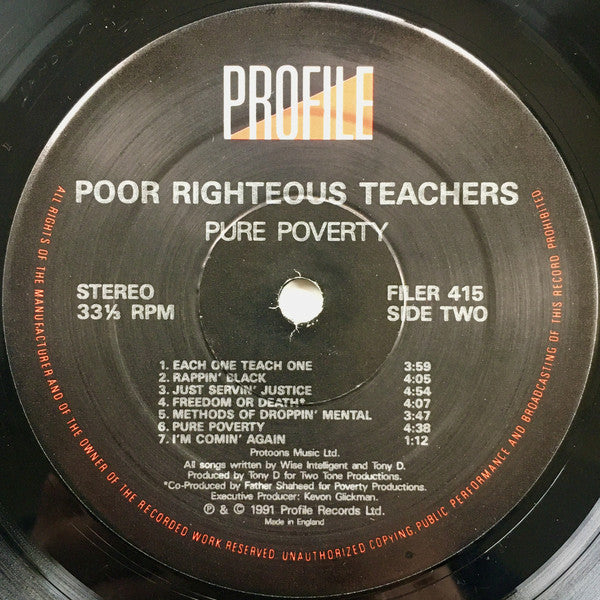 PROFILE
POOR RIGHTEOUS TEACHERS
PURE POVERTY
STEREO
33⅓ RPM
FILER 415
SIDE TWO
1. EACH ONE TEACH ONE 3:59
2. RAPPIN' BLACK 4:05
3. JUST SERVIN' JUSTICE 4:54
4. FREEDOM OR DEATH* 4:07
5. METHODS OF DROPPIN' MENTAL 3:47
6. PURE POVERTY 4:38
7. I'M COMIN' AGAIN 1:12
Protoons Music Ltd.
All songs written by Wise Intelligent and Tony D.
Produced by Tony D for Two Tone Productions.
*Co-Produced by Father Shaheed for Poverty Productions.
Executive Producer: Kevon Glickman.
℗ & © 1991 Profile Records Ltd.
Made in England
ALL RIGHTS OF THE MANUFACTURER AND OF THE OWNER OF THE RECORDED WORK RESERVED. UNAUTHORIZED COPYING, PUBLIC PERFORMANCE AND BROADCASTING OF THIS RECORD PROHIBITED